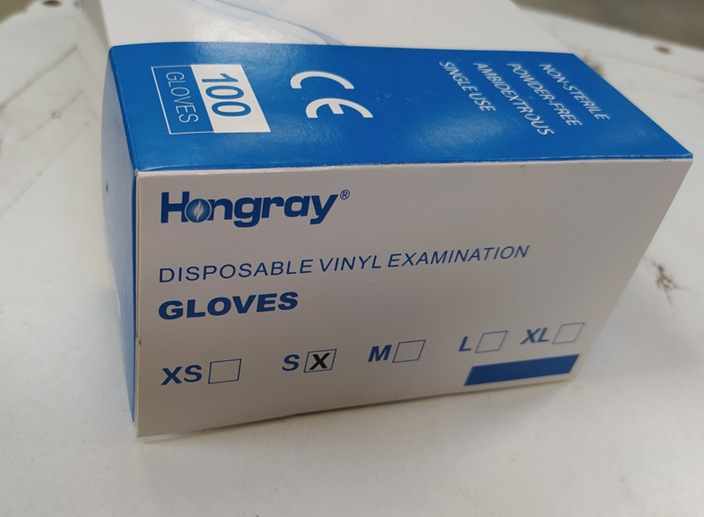 100
GLOVES
CE
NON-STERILE
POWDER-FREE
AMBIDEXTROUS
SINGLE USE
Hongray®
DISPOSABLE VINYL EXAMINATION
GLOVES
XS S X M L XL